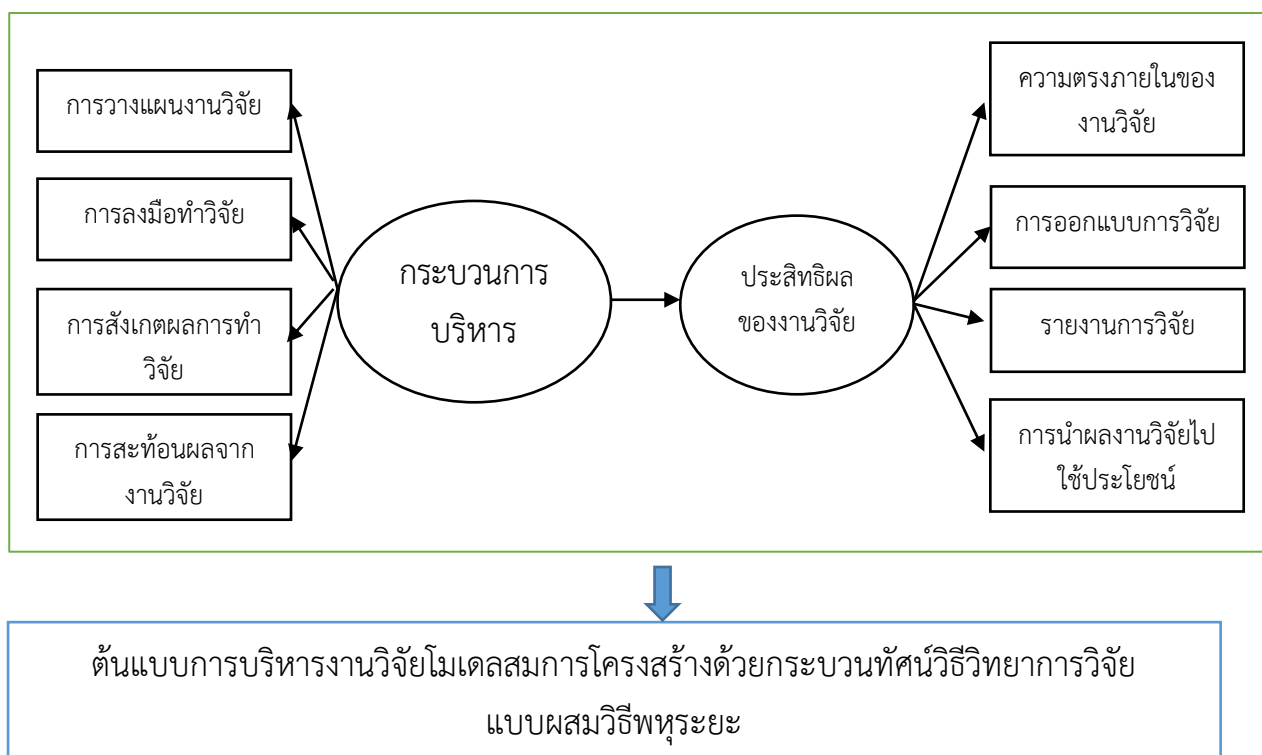 การวางแผนงานวิจัย
การลงมือทำวิจัย
การสังเกตผลการทำ
วิจัย
การสะท้อนผลจาก
งานวิจัย
กระบวนการ
บริหาร
ประสิทธิผล
ของงานวิจัย
ความตรงภายในของ
งานวิจัย
การออกแบบการวิจัย
รายงานการวิจัย
การนำผลงานวิจัยไป
ใช้ประโยชน์
ต้นแบบการบริหารงานวิจัยโมเดลสมการโครงสร้างด้วยกระบวนทัศน์วิธีวิทยาการวิจัย
แบบผสมวิธีพหุระยะ